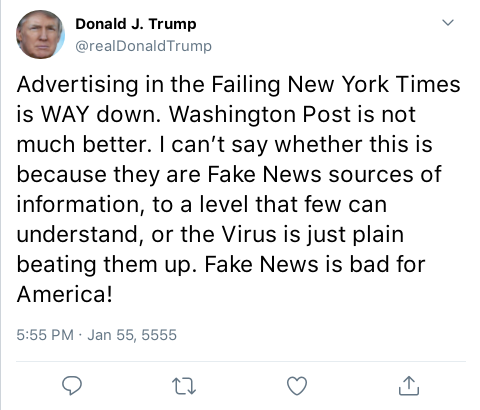 Donald J. Trump
@realDonaldTrump
Advertising in the Failing New York Times
is WAY down. Washington Post is not
much better. I can’t say whether this is
because they are Fake News sources of
information, to a level that few can
understand, or the Virus is just plain
beating them up. Fake News is bad for
America!
5:55 PM · Jan 55, 5555